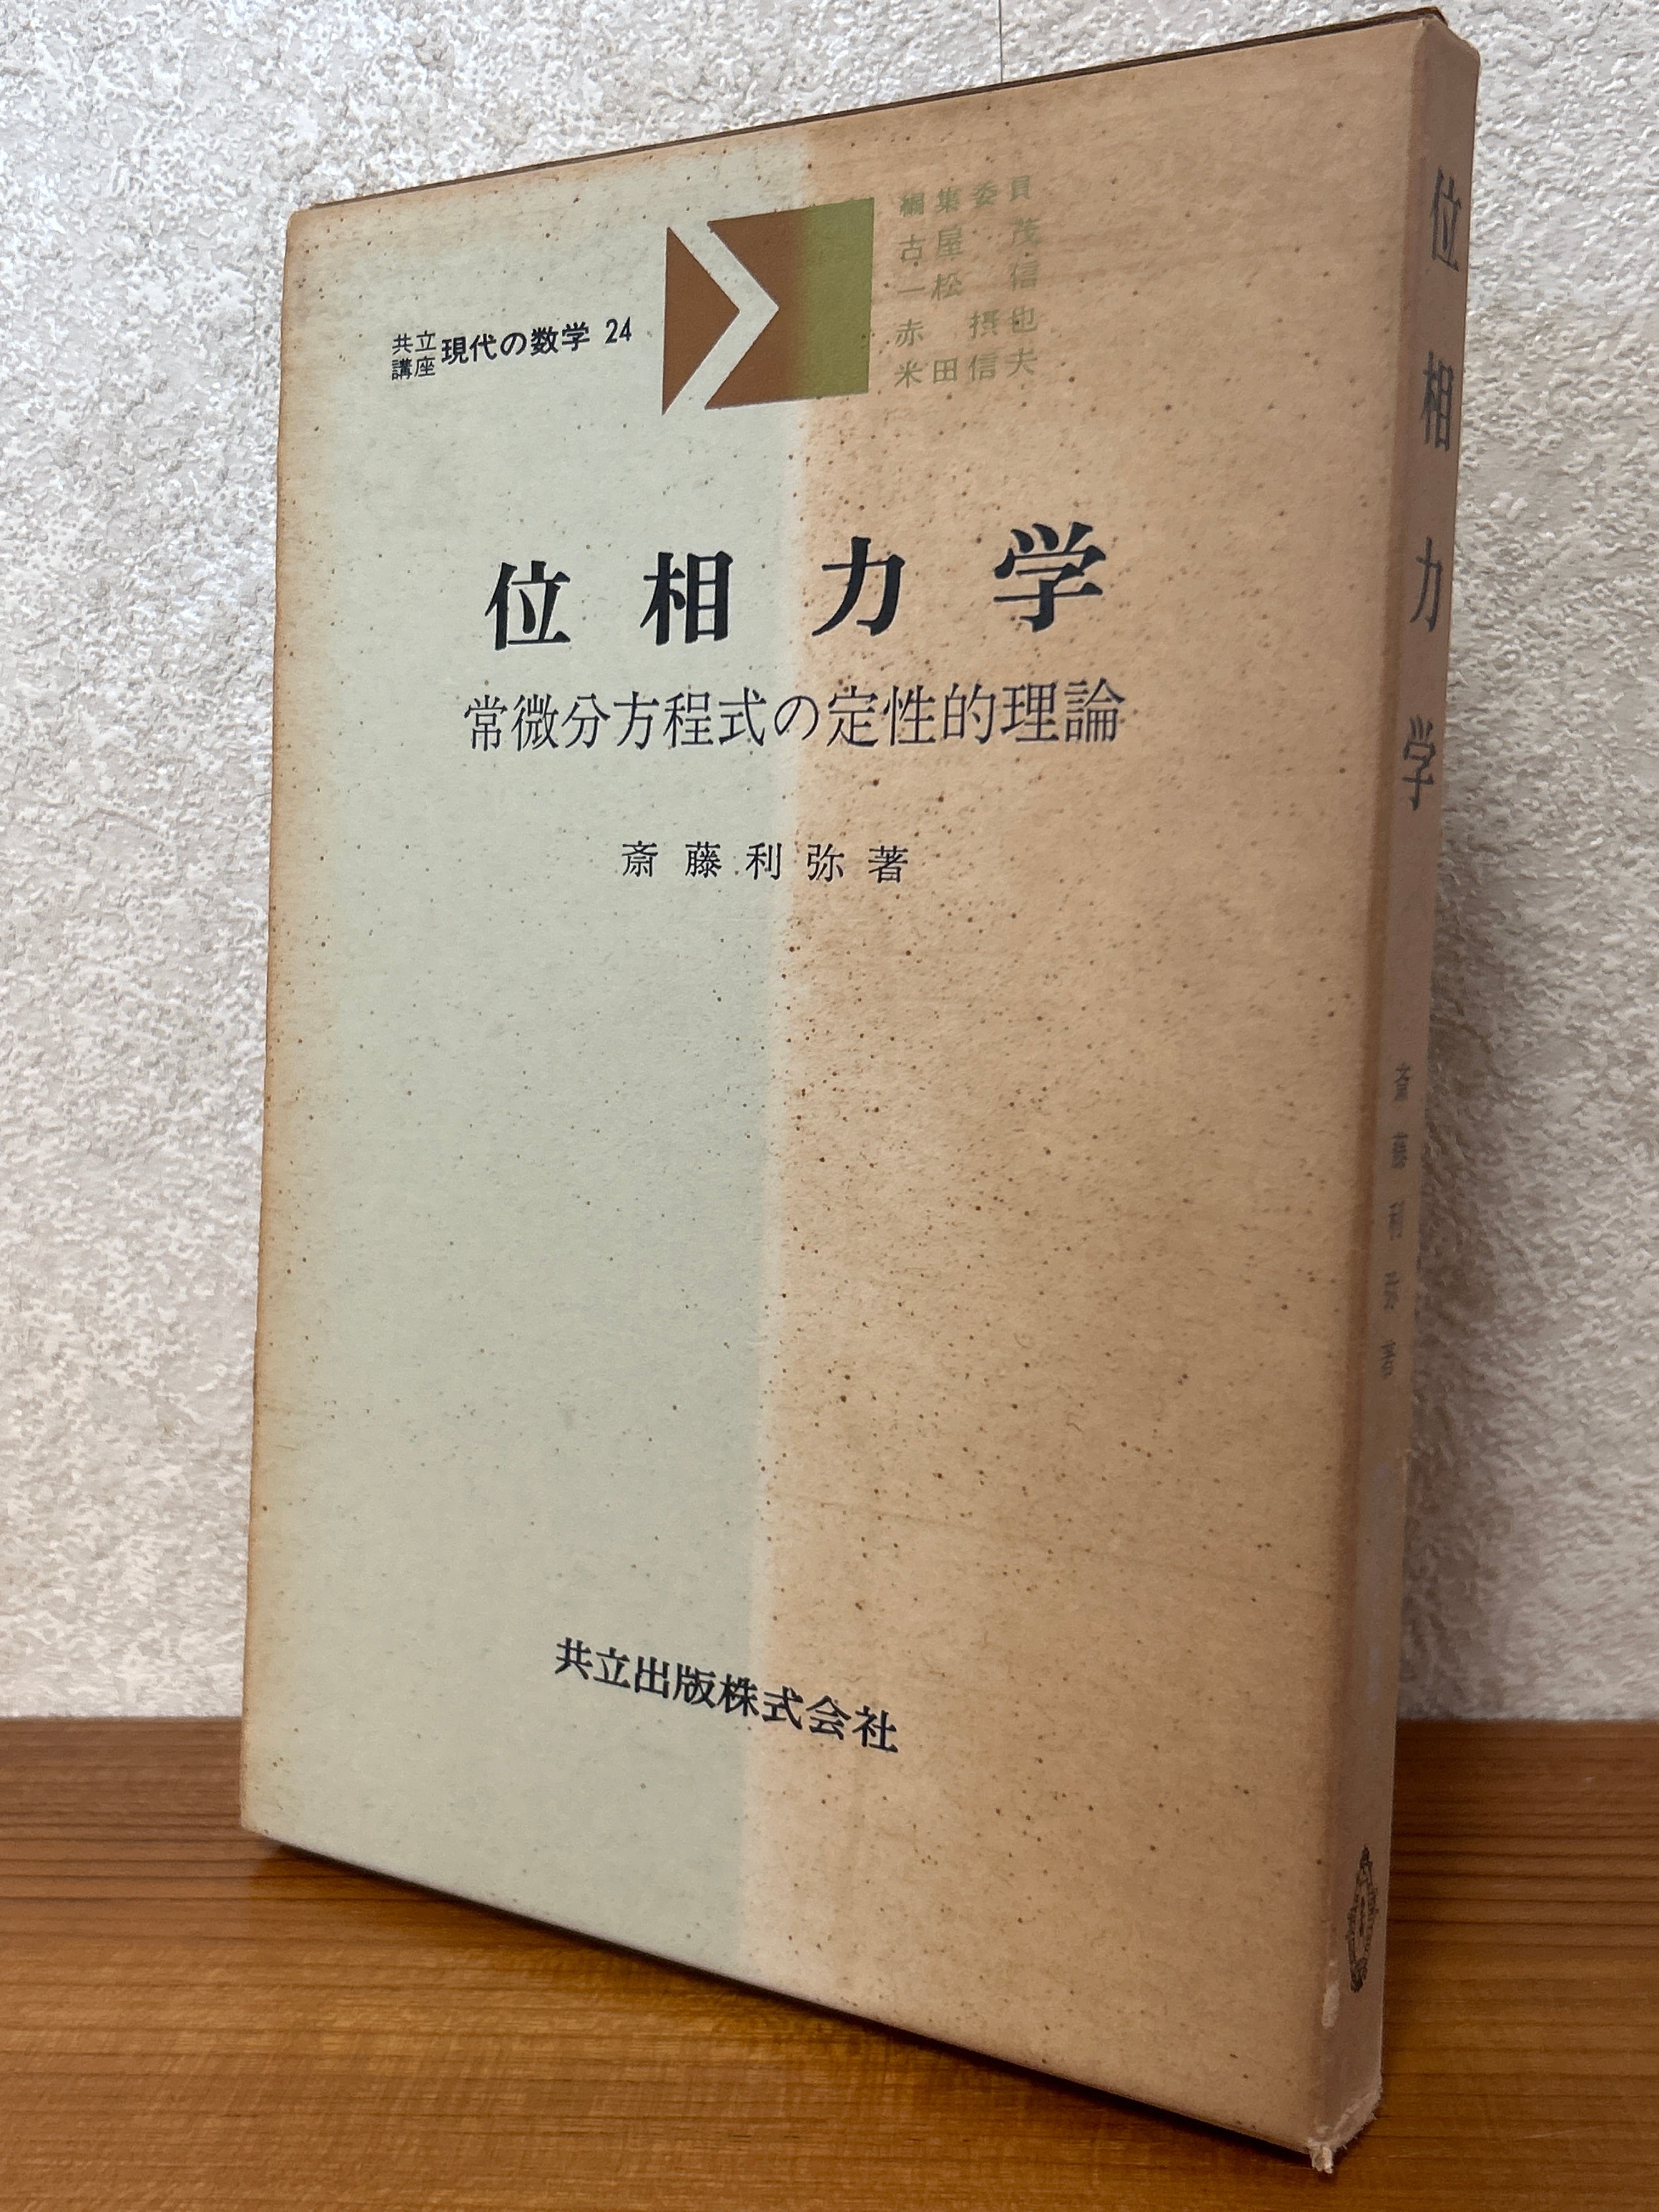 共立講座 現代の数学 24
編集委員
古屋 茂
一松 信
赤 摂也
米田信夫
位相力学
常微分方程式の定性的理論
斎藤利弥著
共立出版株式会社
位相力学
斎藤利弥著